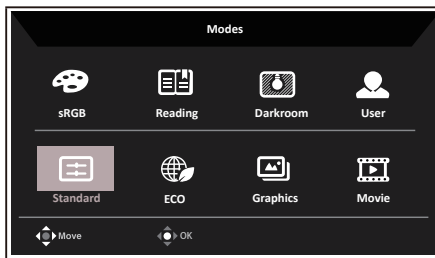 Modes
sRGB Reading Darkroom User
Standard ECO Graphics Movie
Move OK